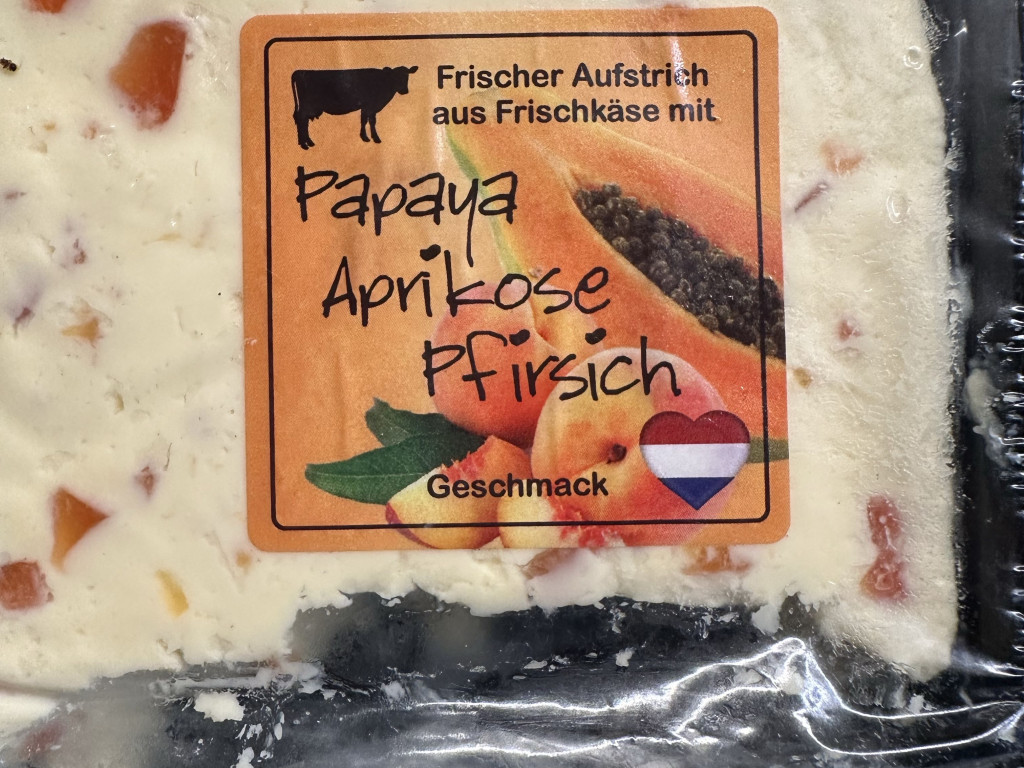 Frischer Aufstrich
aus Frischkäse mit
Papaya
Aprikose
Pfirsich
Geschmack